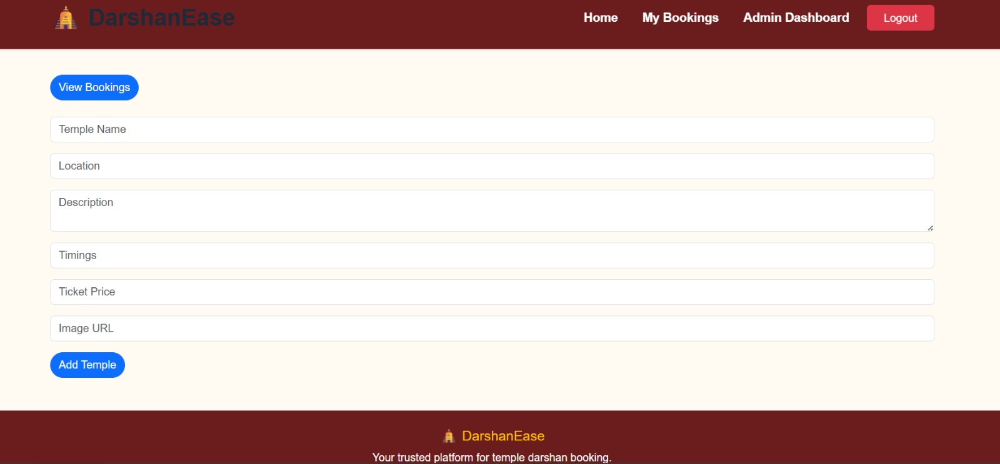 DarshanEase Home My Bookings Admin Dashboard Logout
View Bookings
Temple Name
Location
Description
Timings
Ticket Price
Image URL
Add Temple
DarshanEase
Your trusted platform for temple darshan booking.